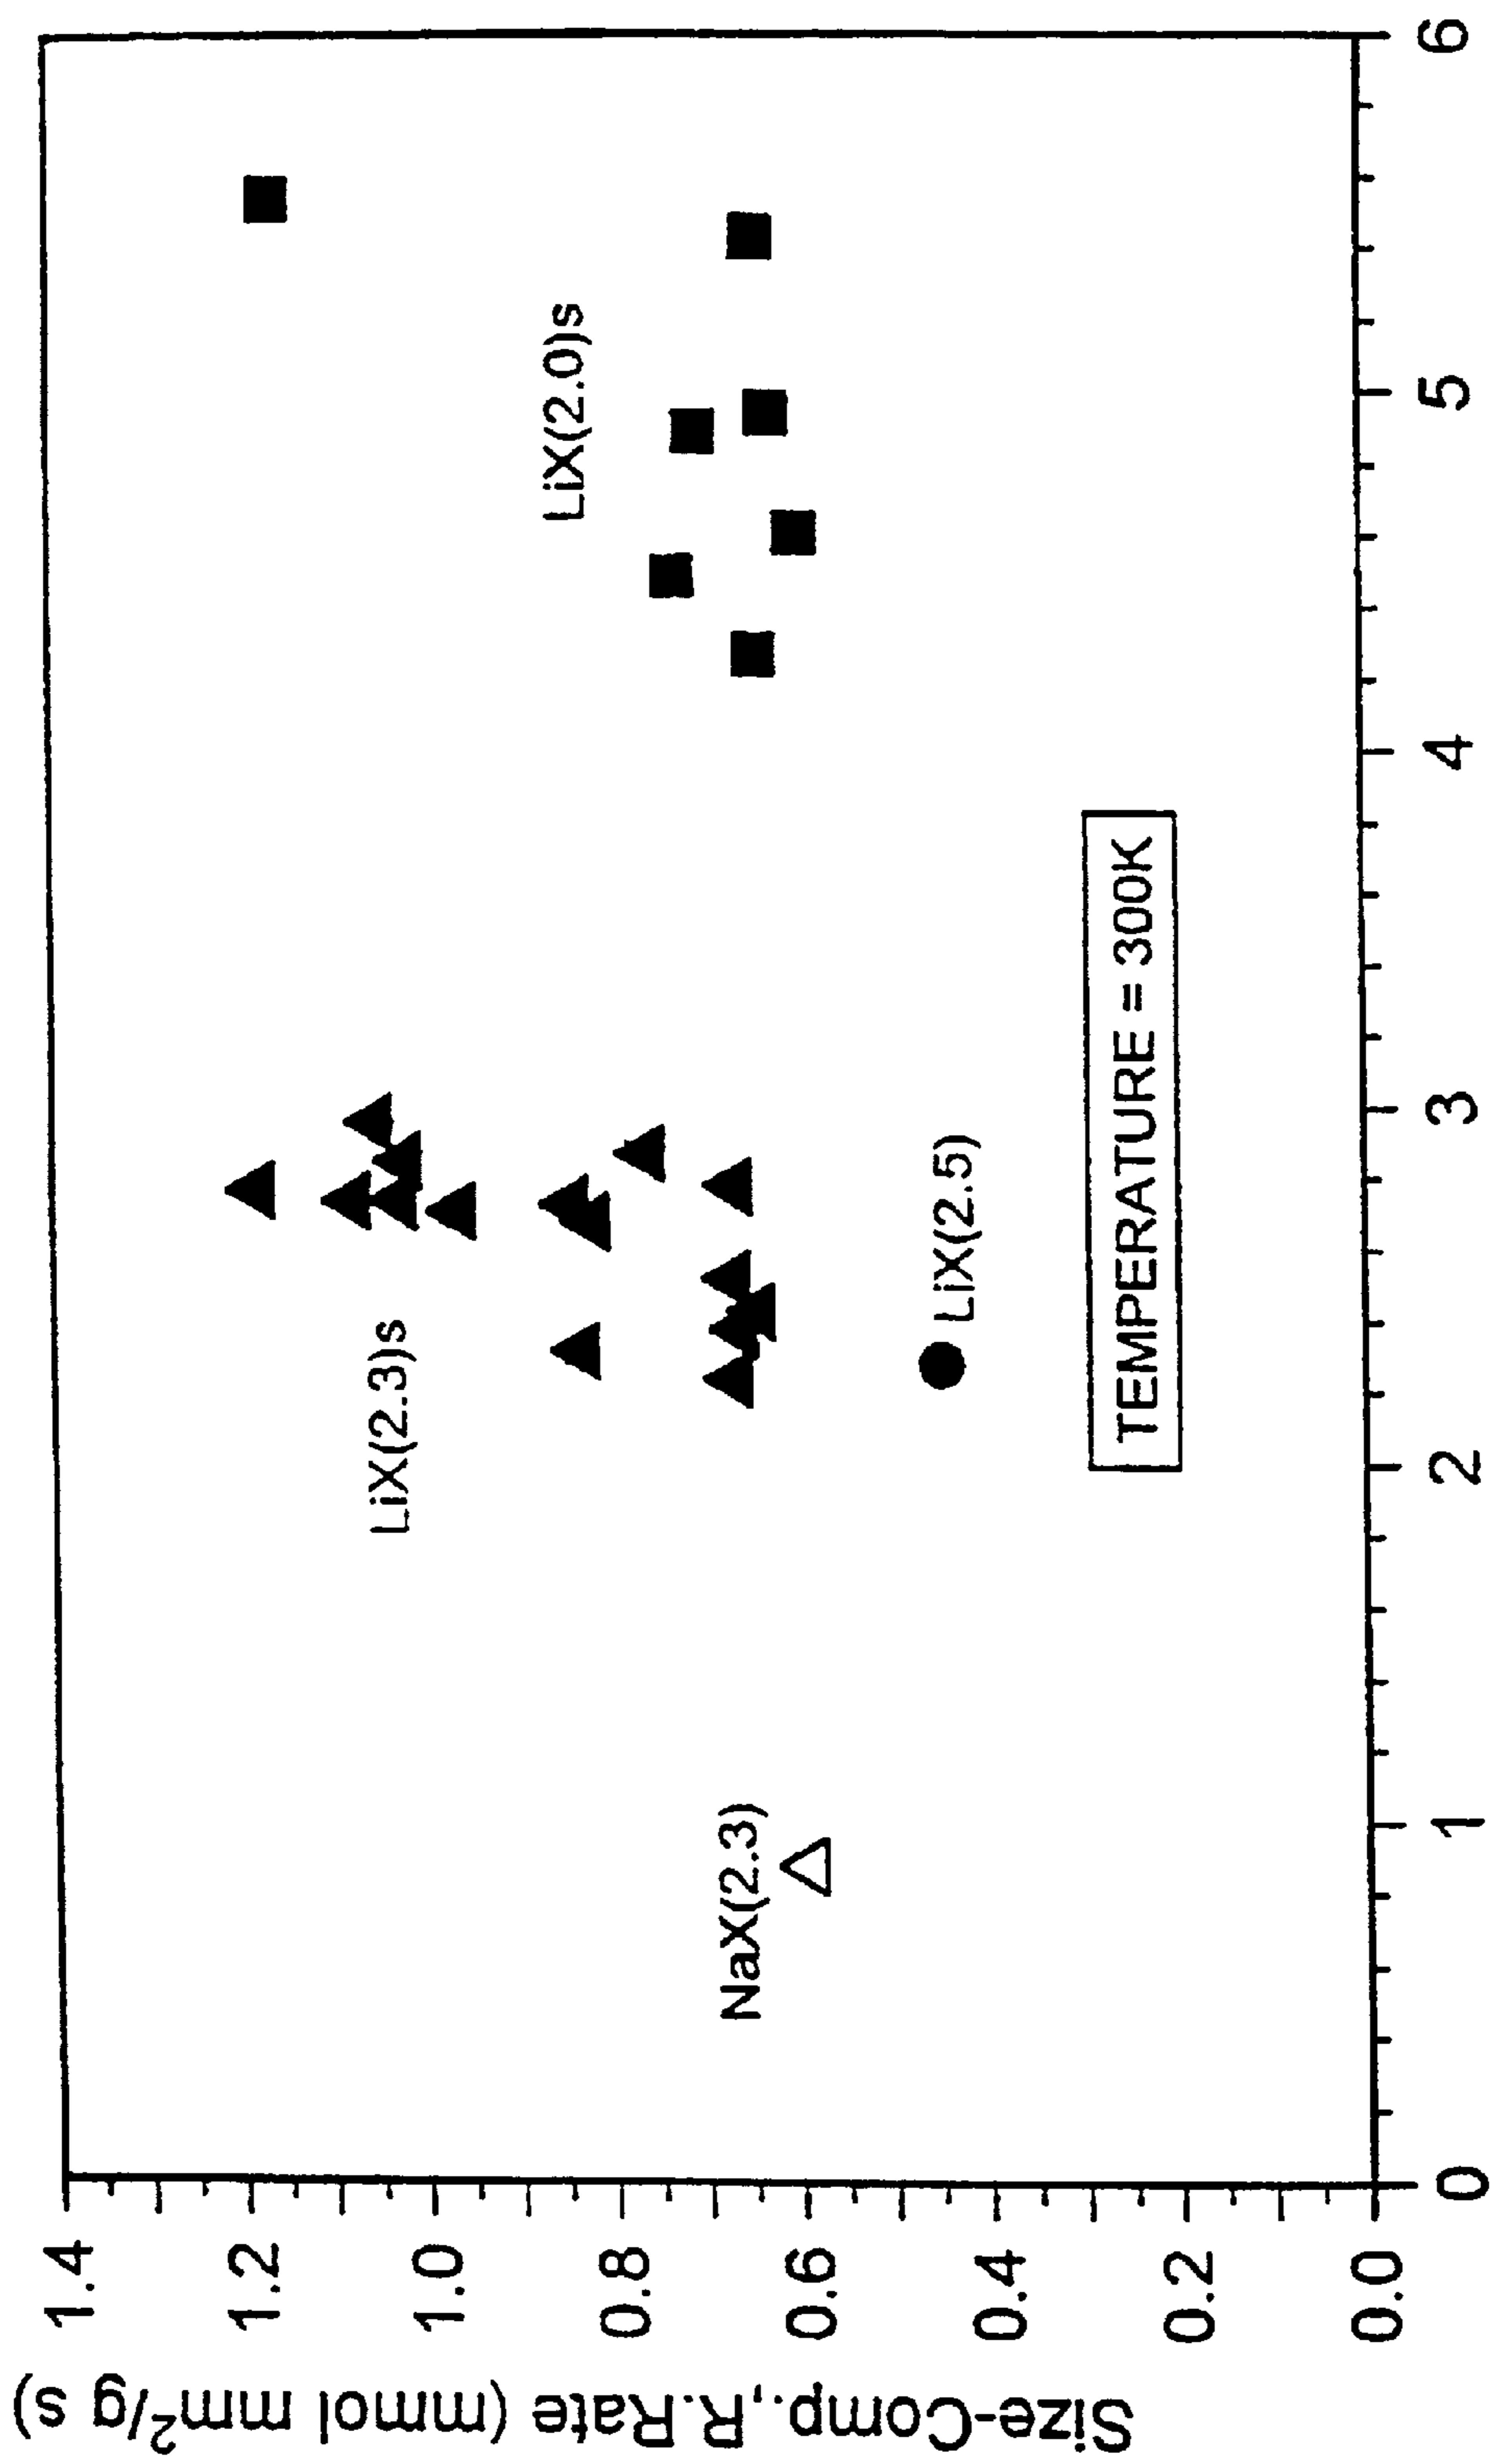 Size-Comp., R.Rate (mmol mm²/g s)
1.4
1.2
1.0
0.8
0.6
0.4
0.2
0.0
LiX(2.3)s
LiX(2.0)s
NaX(2.3)
LiX(2.5)
TEMPERATURE = 300K
0
1
2
3
4
5
6